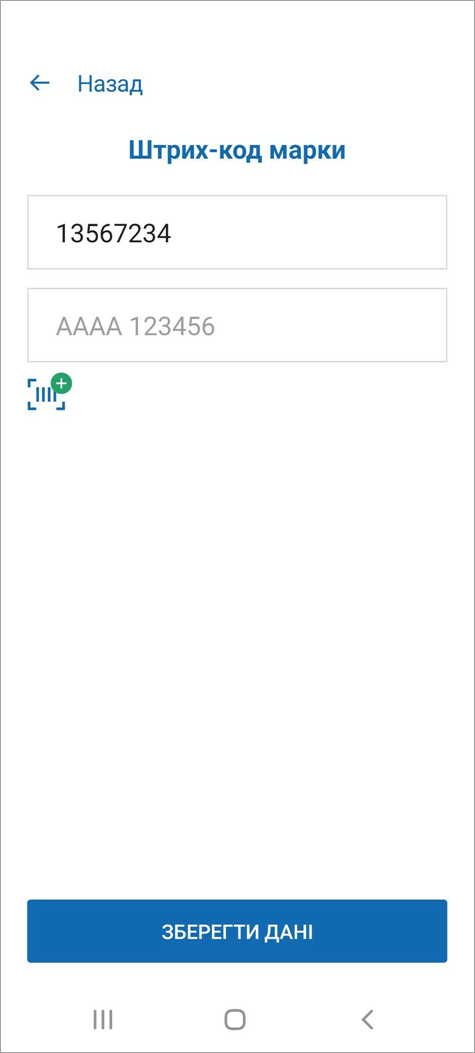 Назад
Штрих-код марки
13567234
АААА 123456
ЗБЕРЕГТИ ДАНІ